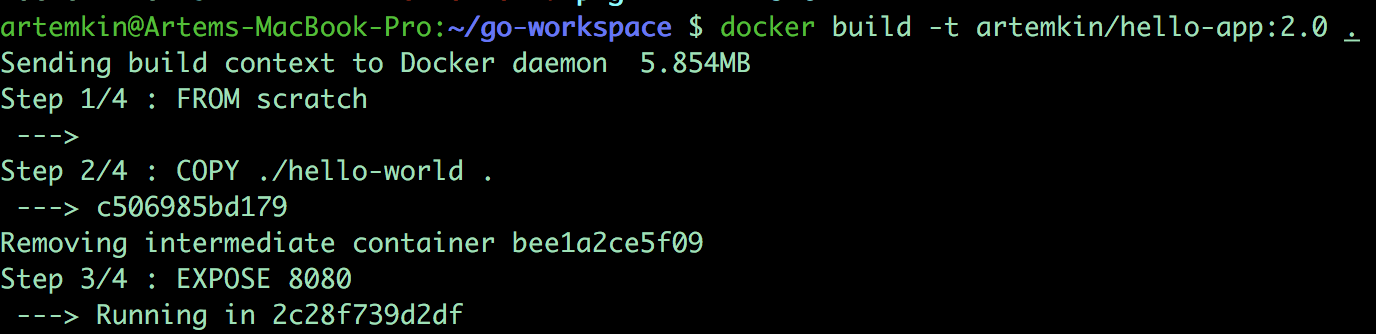 artemkin@Artems-MacBook-Pro:~/go-workspace $ docker build -t artemkin/hello-app:2.0 .
Sending build context to Docker daemon  5.854MB
Step 1/4 : FROM scratch
 --->
Step 2/4 : COPY ./hello-world .
 ---> c506985bd179
Removing intermediate container bee1a2ce5f09
Step 3/4 : EXPOSE 8080
 ---> Running in 2c28f739d2df